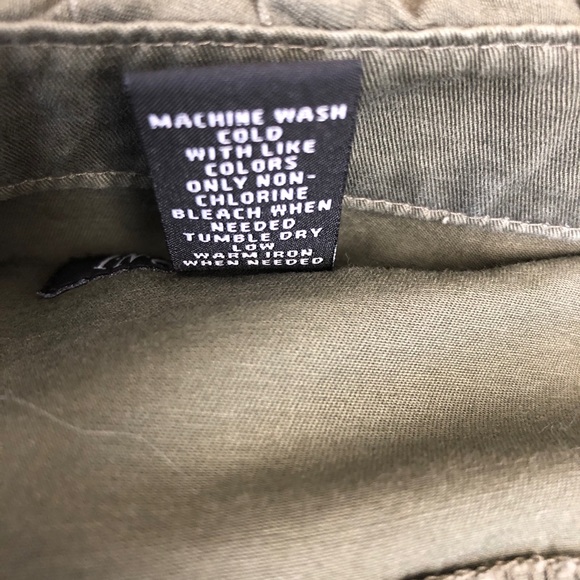 MACHINE WASH
COLD
WITH LIKE
COLORS
ONLY NON-
CHLORINE
BLEACH WHEN
NEEDED
TUMBLE DRY
LOW
WARM IRON
WHEN NEEDED